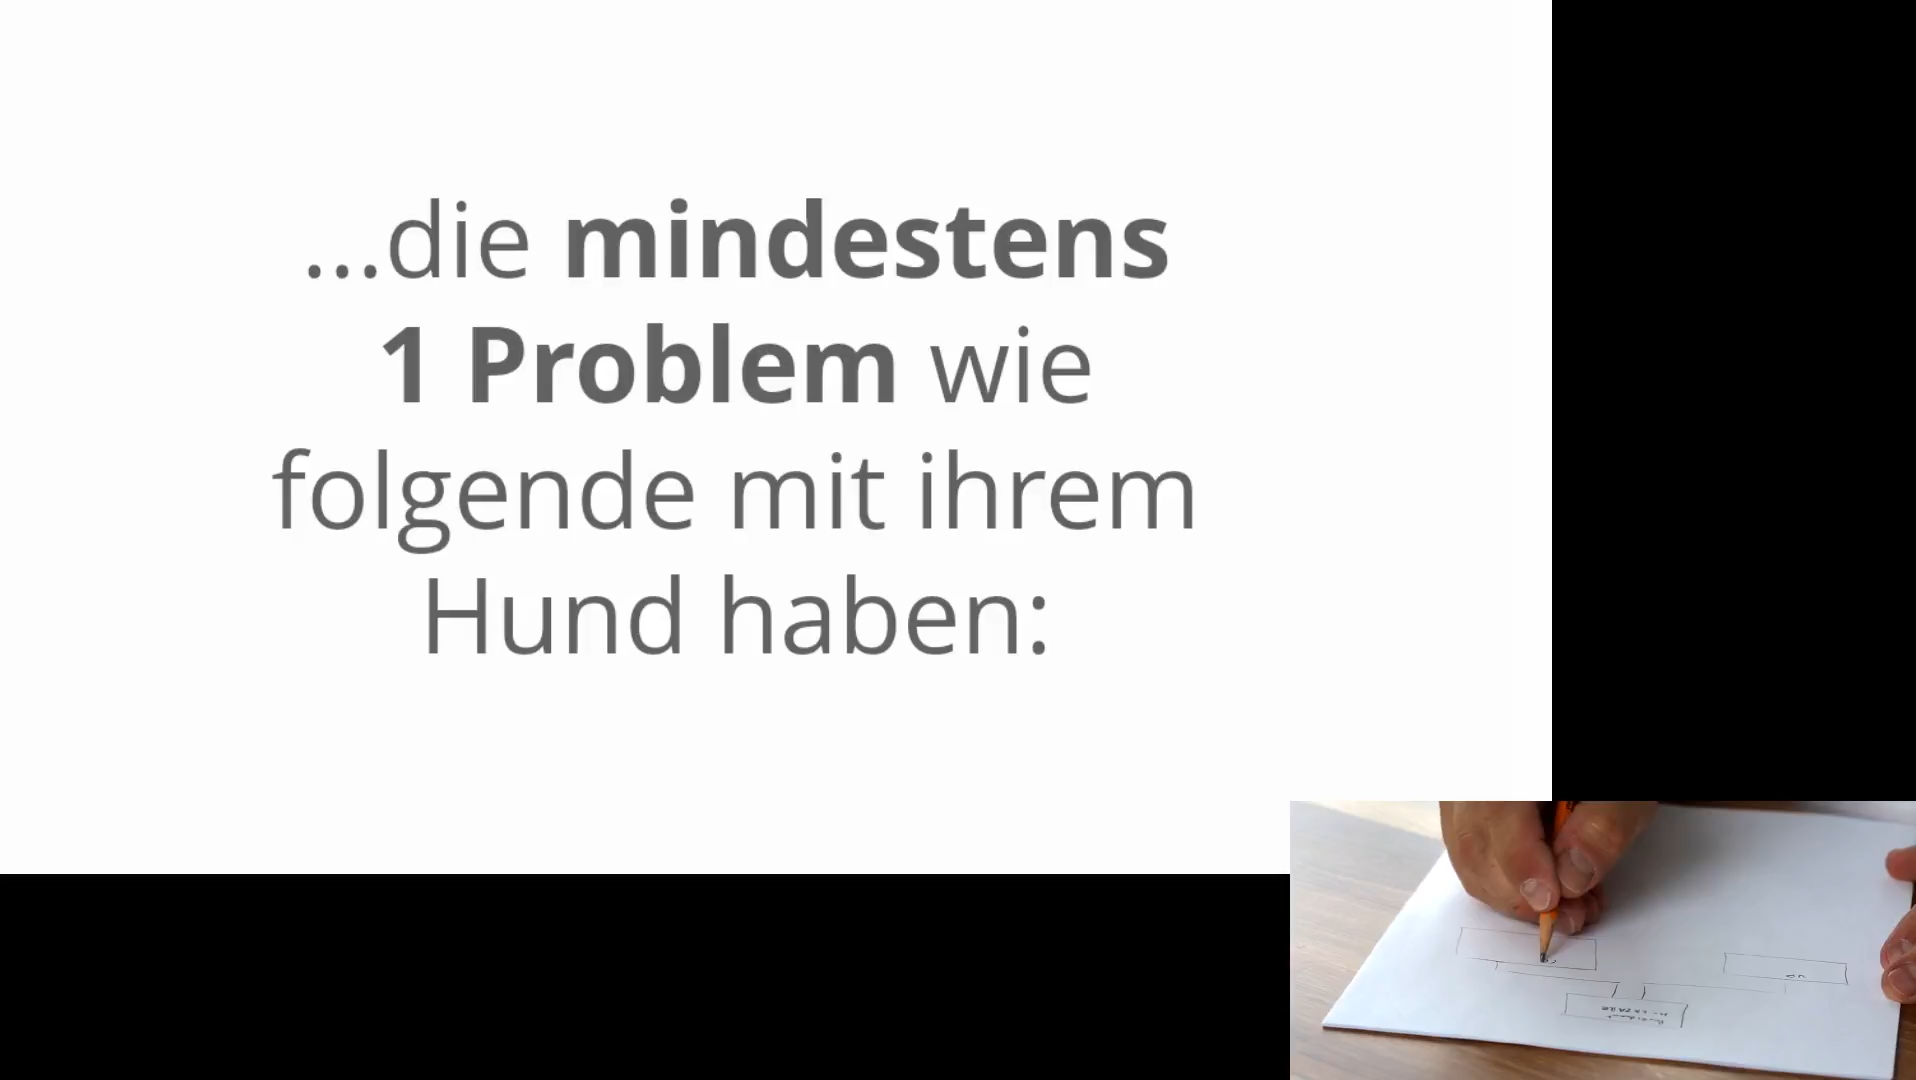 ...die mindestens
1 Problem wie
folgende mit ihrem
Hund haben: